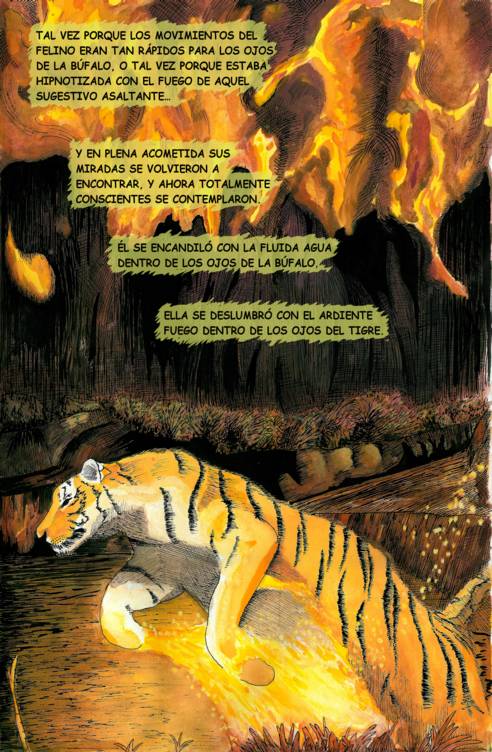 TAL VEZ PORQUE LOS MOVIMIENTOS DEL
FELINO ERAN TAN RÁPIDOS PARA LOS OJOS
DE LA BÚFALO, O TAL VEZ PORQUE ESTABA
HIPNOTIZADA CON EL FUEGO DE AQUEL
SUGESTIVO ASALTANTE...
Y EN PLENA ACOMETIDA SUS
MIRADAS SE VOLVIERON A
ENCONTRAR, Y AHORA TOTALMENTE
CONSCIENTES SE CONTEMPLARON.
ÉL SE ENCANDILÓ CON LA FLUIDA AGUA
DENTRO DE LOS OJOS DE LA BÚFALO.
ELLA SE DESLUMBRÓ CON EL ARDIENTE
FUEGO DENTRO DE LOS OJOS DEL TIGRE.